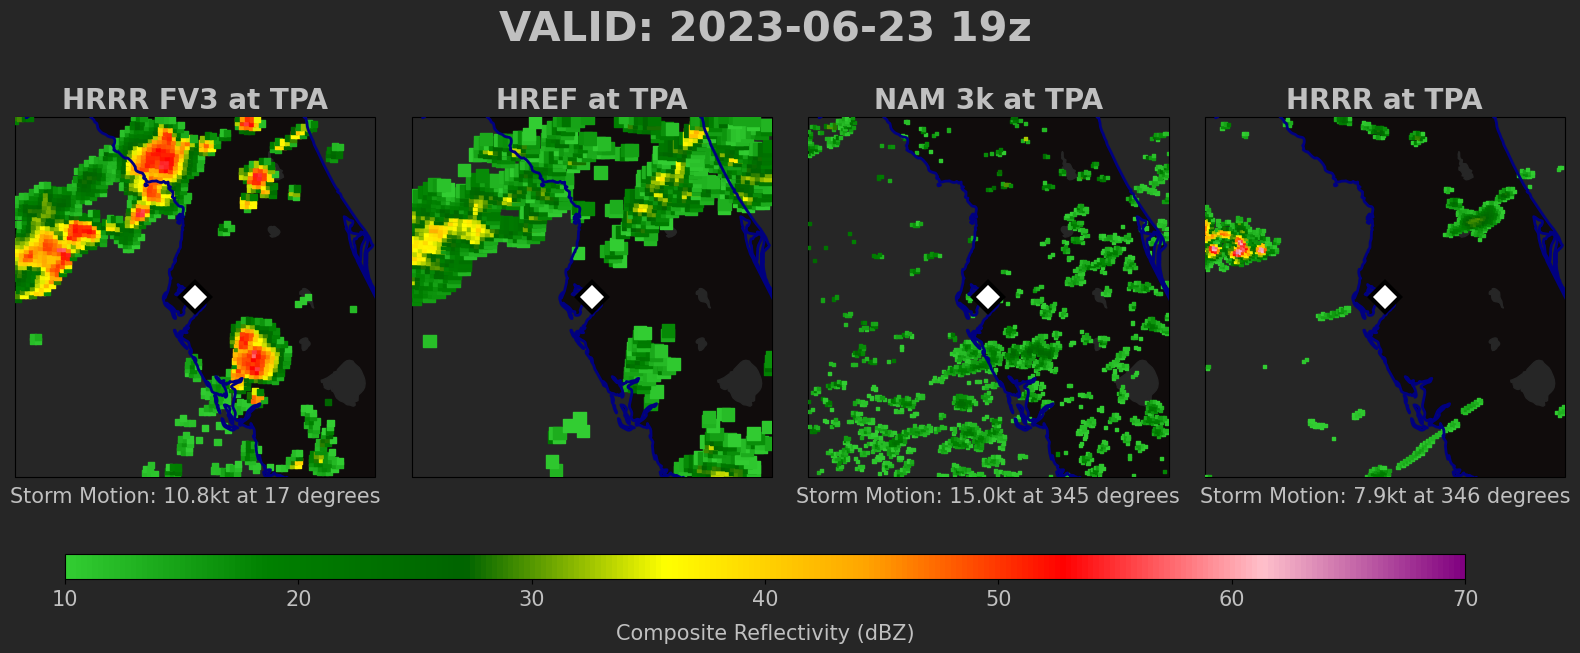 VALID: 2023-06-23 19z
HRRR FV3 at TPA
HREF at TPA
NAM 3k at TPA
HRRR at TPA
Storm Motion: 10.8kt at 17 degrees
Storm Motion: 15.0kt at 345 degrees
Storm Motion: 7.9kt at 346 degrees
10 20 30 40 50 60 70
Composite Reflectivity (dBZ)